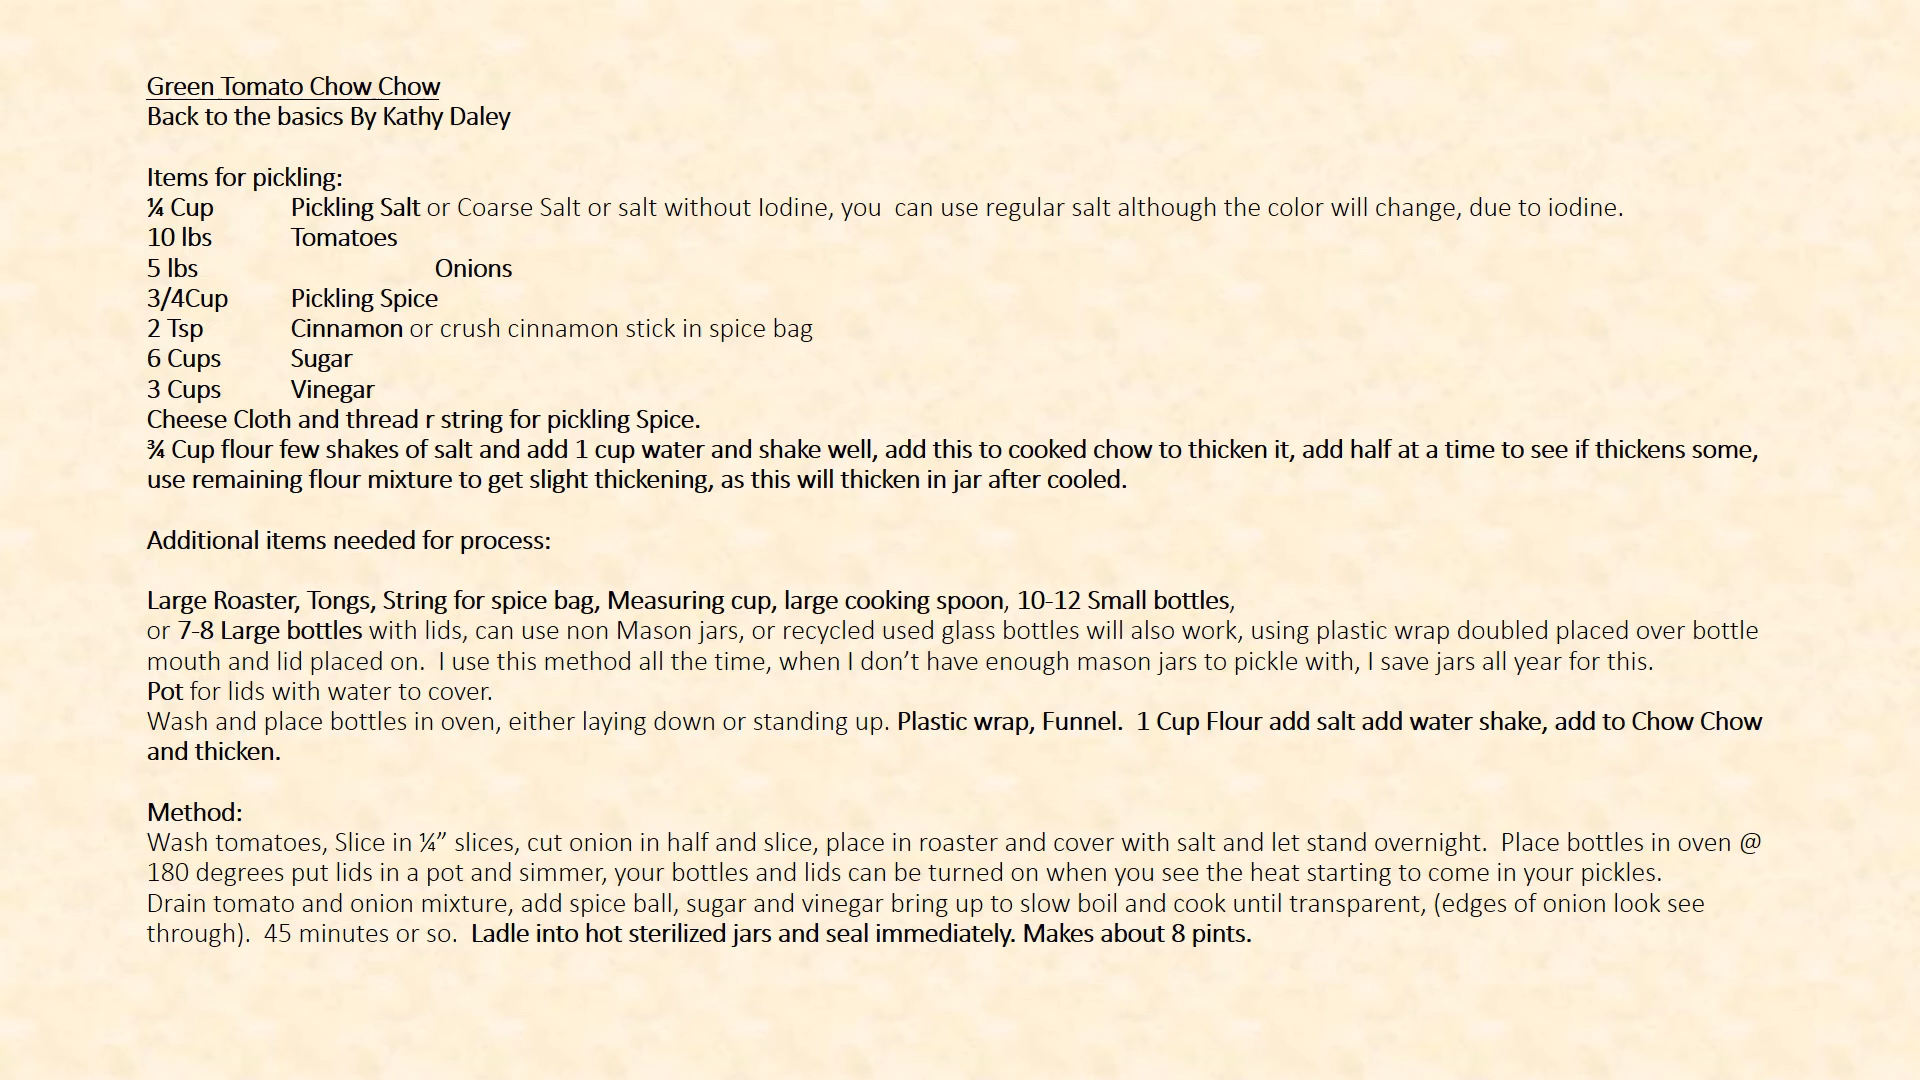 Green Tomato Chow Chow
Back to the basics By Kathy Daley
Items for pickling:
¼ Cup Pickling Salt or Coarse Salt or salt without Iodine, you  can use regular salt although the color will change, due to iodine.
10 lbs Tomatoes
5 lbs Onions
3/4Cup Pickling Spice
2 Tsp Cinnamon or crush cinnamon stick in spice bag
6 Cups Sugar
3 Cups Vinegar
Cheese Cloth and thread r string for pickling Spice.
¾ Cup flour few shakes of salt and add 1 cup water and shake well, add this to cooked chow to thicken it, add half at a time to see if thickens some,
use remaining flour mixture to get slight thickening, as this will thicken in jar after cooled.
Additional items needed for process:
Large Roaster, Tongs, String for spice bag, Measuring cup, large cooking spoon, 10-12 Small bottles,
or 7-8 Large bottles with lids, can use non Mason jars, or recycled used glass bottles will also work, using plastic wrap doubled placed over bottle
mouth and lid placed on.  I use this method all the time, when I don’t have enough mason jars to pickle with, I save jars all year for this.
Pot for lids with water to cover.
Wash and place bottles in oven, either laying down or standing up. Plastic wrap, Funnel.  1 Cup Flour add salt add water shake, add to Chow Chow
and thicken.
Method:
Wash tomatoes, Slice in ¼” slices, cut onion in half and slice, place in roaster and cover with salt and let stand overnight.  Place bottles in oven @
180 degrees put lids in a pot and simmer, your bottles and lids can be turned on when you see the heat starting to come in your pickles.
Drain tomato and onion mixture, add spice ball, sugar and vinegar bring up to slow boil and cook until transparent, (edges of onion look see
through).  45 minutes or so.  Ladle into hot sterilized jars and seal immediately. Makes about 8 pints.